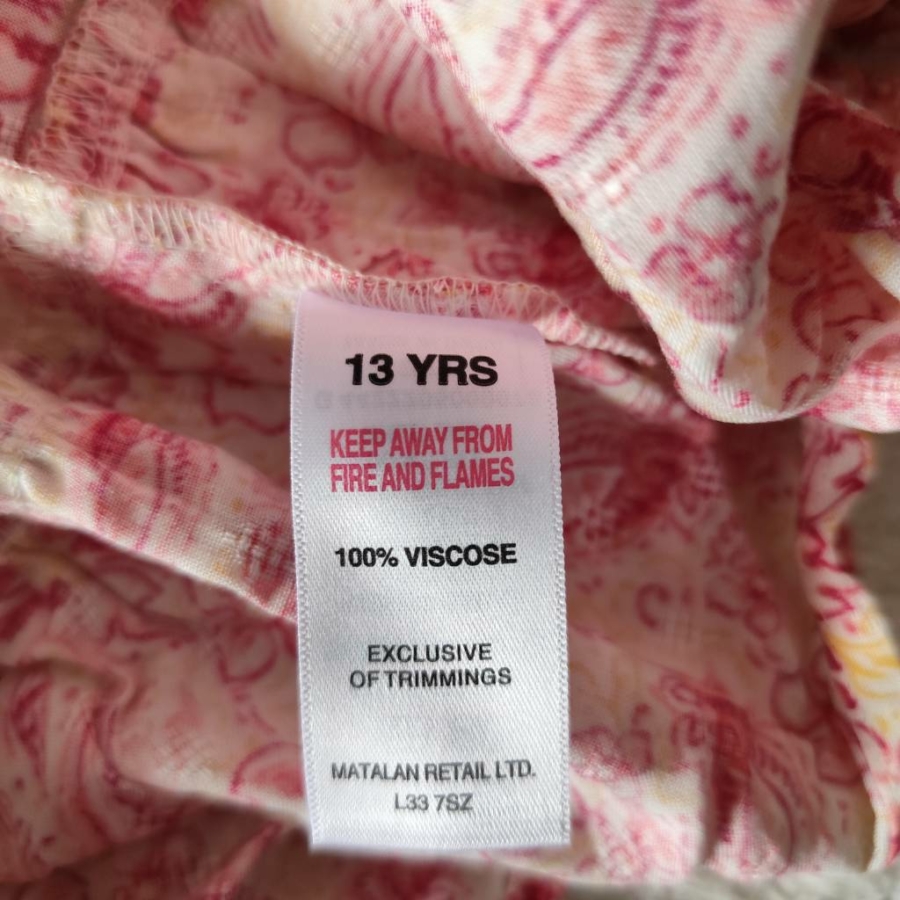 13 YRS
KEEP AWAY FROM
FIRE AND FLAMES
100% VISCOSE
EXCLUSIVE
OF TRIMMINGS
MATALAN RETAIL LTD.
L33 7SZ